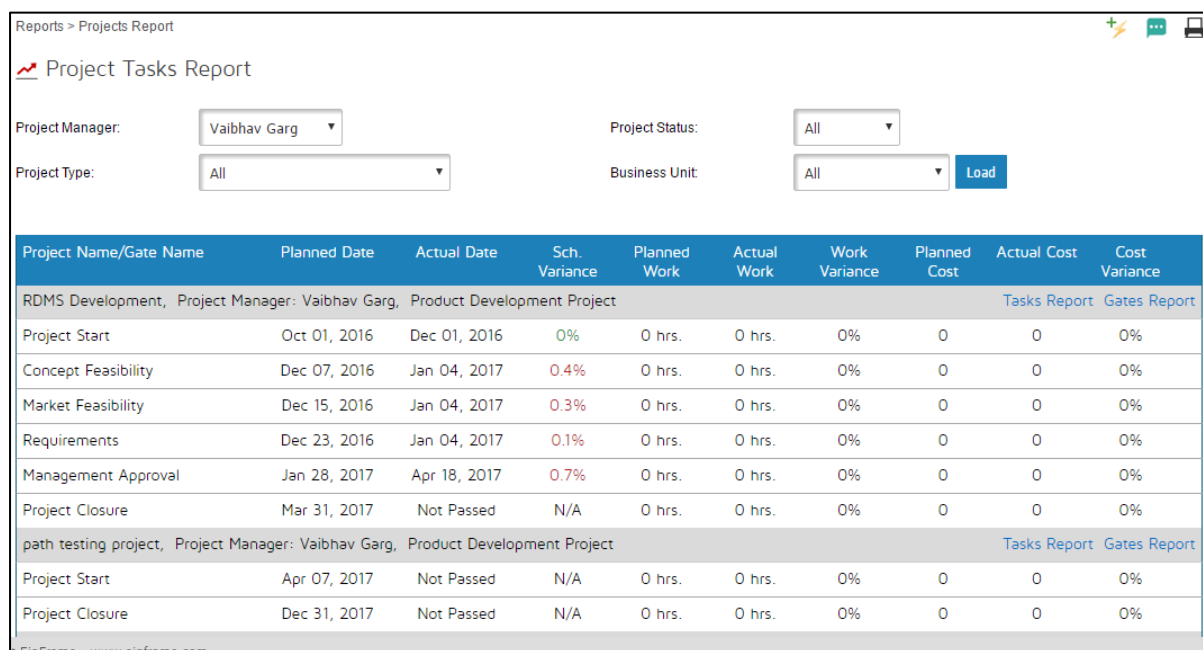 Reports > Projects Report
Project Tasks Report
Project Manager: Vaibhav Garg Project Status: All
Project Type: All Business Unit: All Load
Project Name/Gate Name Planned Date Actual Date Sch. Variance Planned Work Actual Work Work Variance Planned Cost Actual Cost Cost Variance
RDMS Development, Project Manager: Vaibhav Garg, Product Development Project Tasks Report Gates Report
Project Start Oct 01, 2016 Dec 01, 2016 0% 0 hrs. 0 hrs. 0% 0 0 0%
Concept Feasibility Dec 07, 2016 Jan 04, 2017 0.4% 0 hrs. 0 hrs. 0% 0 0 0%
Market Feasibility Dec 15, 2016 Jan 04, 2017 0.3% 0 hrs. 0 hrs. 0% 0 0 0%
Requirements Dec 23, 2016 Jan 04, 2017 0.1% 0 hrs. 0 hrs. 0% 0 0 0%
Management Approval Jan 28, 2017 Apr 18, 2017 0.7% 0 hrs. 0 hrs. 0% 0 0 0%
Project Closure Mar 31, 2017 Not Passed N/A 0 hrs. 0 hrs. 0% 0 0 0%
path testing project, Project Manager: Vaibhav Garg, Product Development Project Tasks Report Gates Report
Project Start Apr 07, 2017 Not Passed N/A 0 hrs. 0 hrs. 0% 0 0 0%
Project Closure Dec 31, 2017 Not Passed N/A 0 hrs. 0 hrs. 0% 0 0 0%